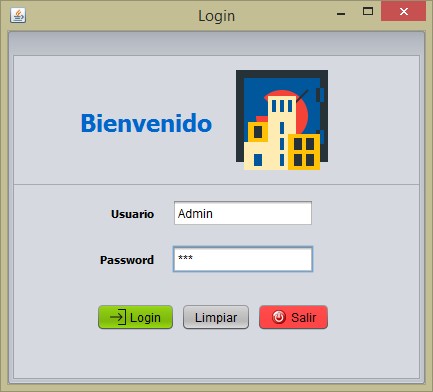 Login
Bienvenido
Usuario Admin
Password ***
Login Limpiar Salir